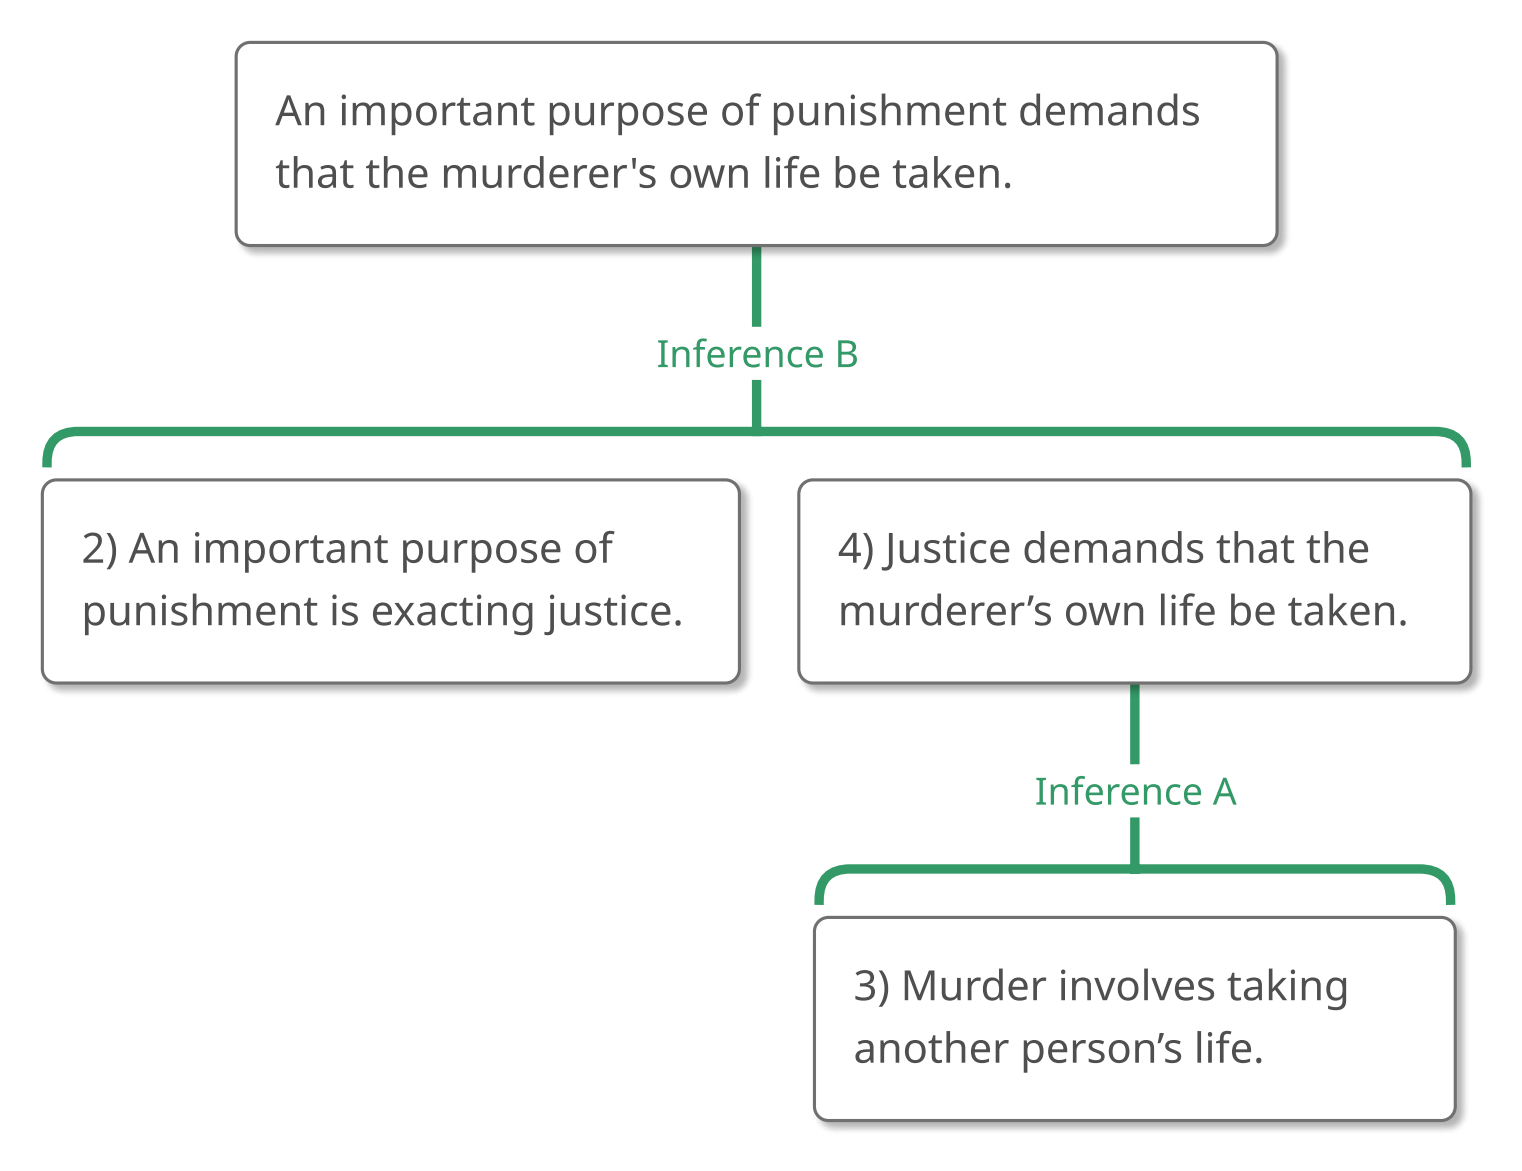 An important purpose of punishment demands
that the murderer's own life be taken.
Inference B
2) An important purpose of
punishment is exacting justice.
4) Justice demands that the
murderer’s own life be taken.
Inference A
3) Murder involves taking
another person’s life.